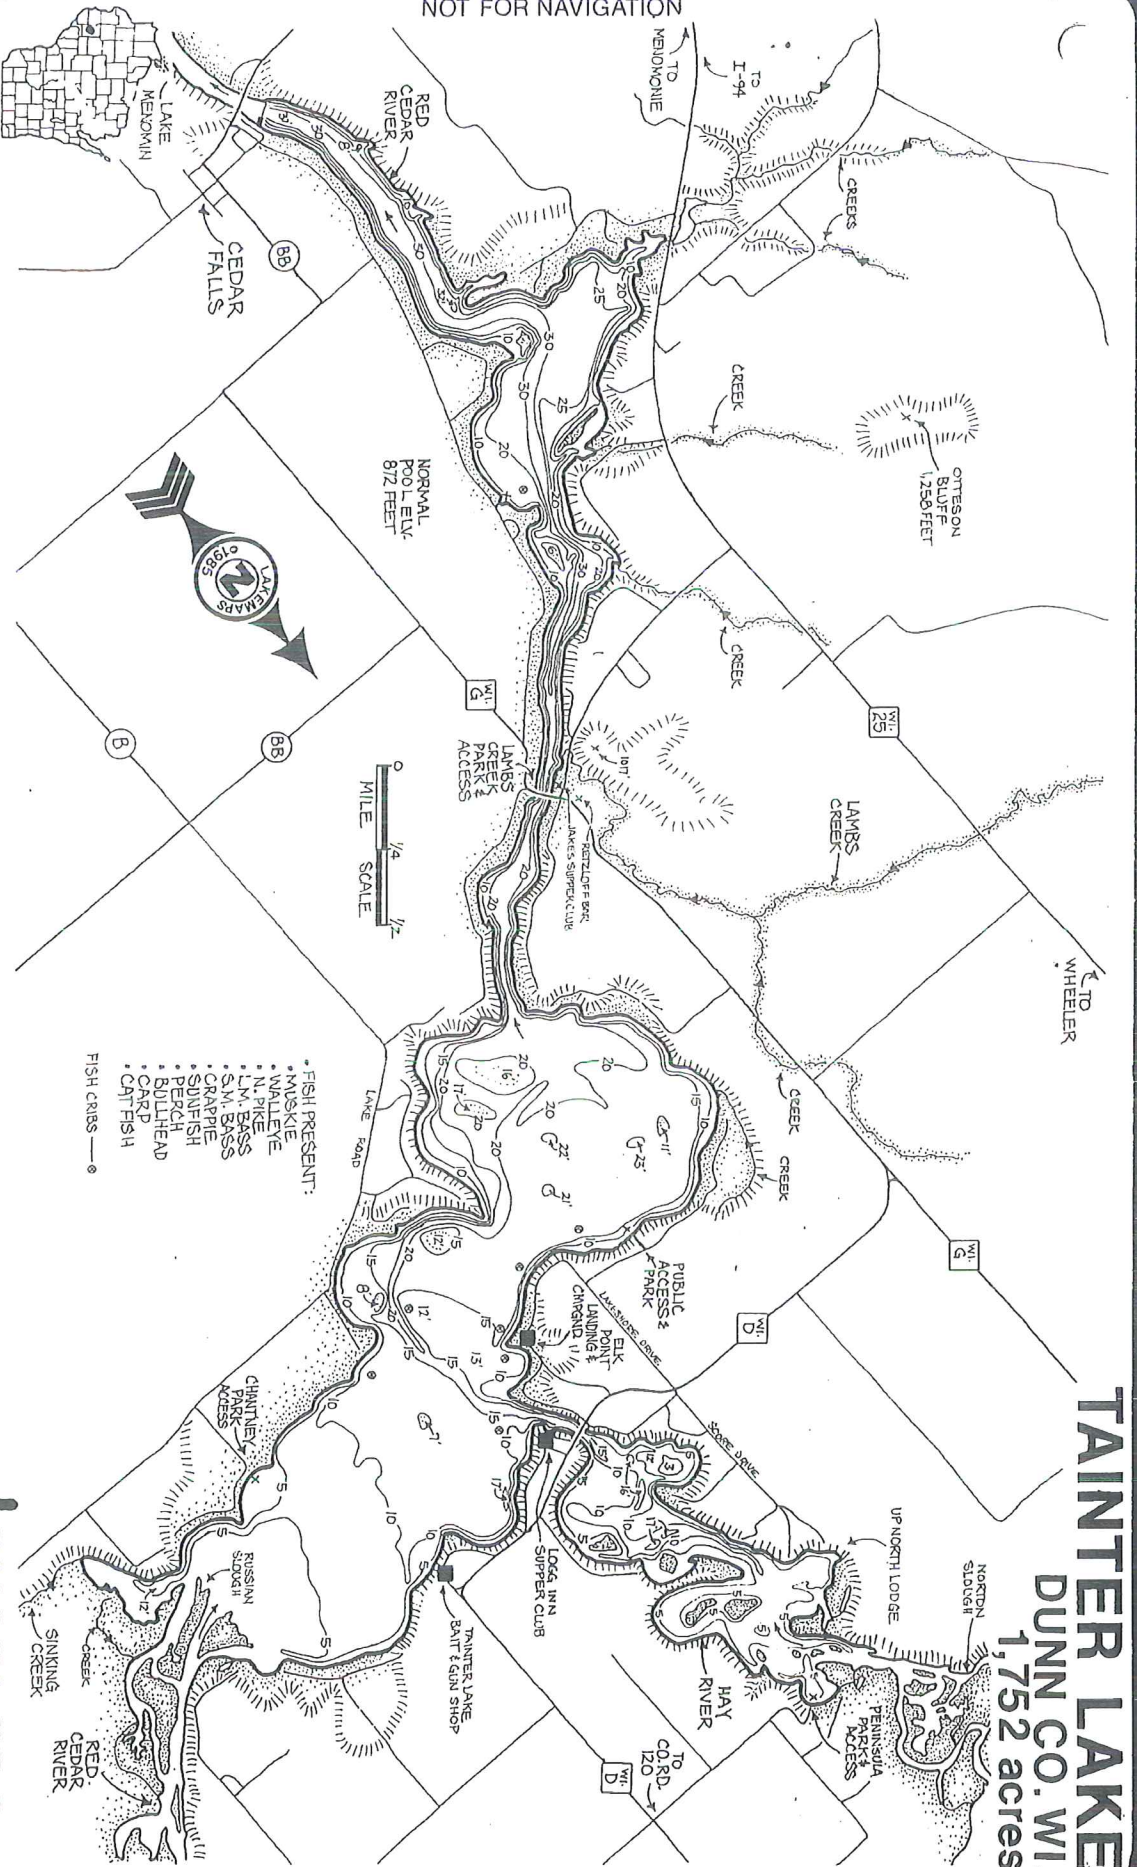 NOT FOR NAVIGATION
TAINTER LAKE
DUNN CO. WI
1,752 acres
LAKE
MENOMIN
RED
CEDAR
RIVER
TO
MENOMONIE
TO
I-94
CREEKS
CEDAR
FALLS
BB
CREEK
OTTESON
BLUFF
1,258 FEET
NORMAL
POOL ELV-
872 FEET
LAKEMAPS
N
©1985
CREEK
WI.
25
WI.
G
BB
B
LAMBS
CREEK
PARK &
ACCESS
1017'
RETZLOFF BAR
JAKES SUPPER CLUB
LAMBS
CREEK
0 1/4 1/2
MILE SCALE
TO
WHEELER
CREEK
CREEK
LAKE ROAD
• FISH PRESENT:
• MUSKIE
• WALLEYE
• N. PIKE
• L.M. BASS
• S.M. BASS
• CRAPPIE
• SUNFISH
• PERCH
• BULLHEAD
• CARP
• CATFISH
FISH CRIBS —
PUBLIC
ACCESS &
PARK
WI.
G
WI.
D
LAKESHORE DRIVE
ELK
POINT
LANDING &
CMPGND
CHANTNEY
PARK
ACCESS
SCOPE DRIVE
UP NORTH LODGE
NORTON
SLOUGH
LOGG INN
SUPPER CLUB
TAINTER LAKE
BAIT & GUN SHOP
HAY
RIVER
PENINSULA
PARK &
ACCESS
RUSSIAN
SLOUGH
CREEK
SINKING
CREEK
RED
CEDAR
RIVER
WI.
D
TO
CO.RD.
120